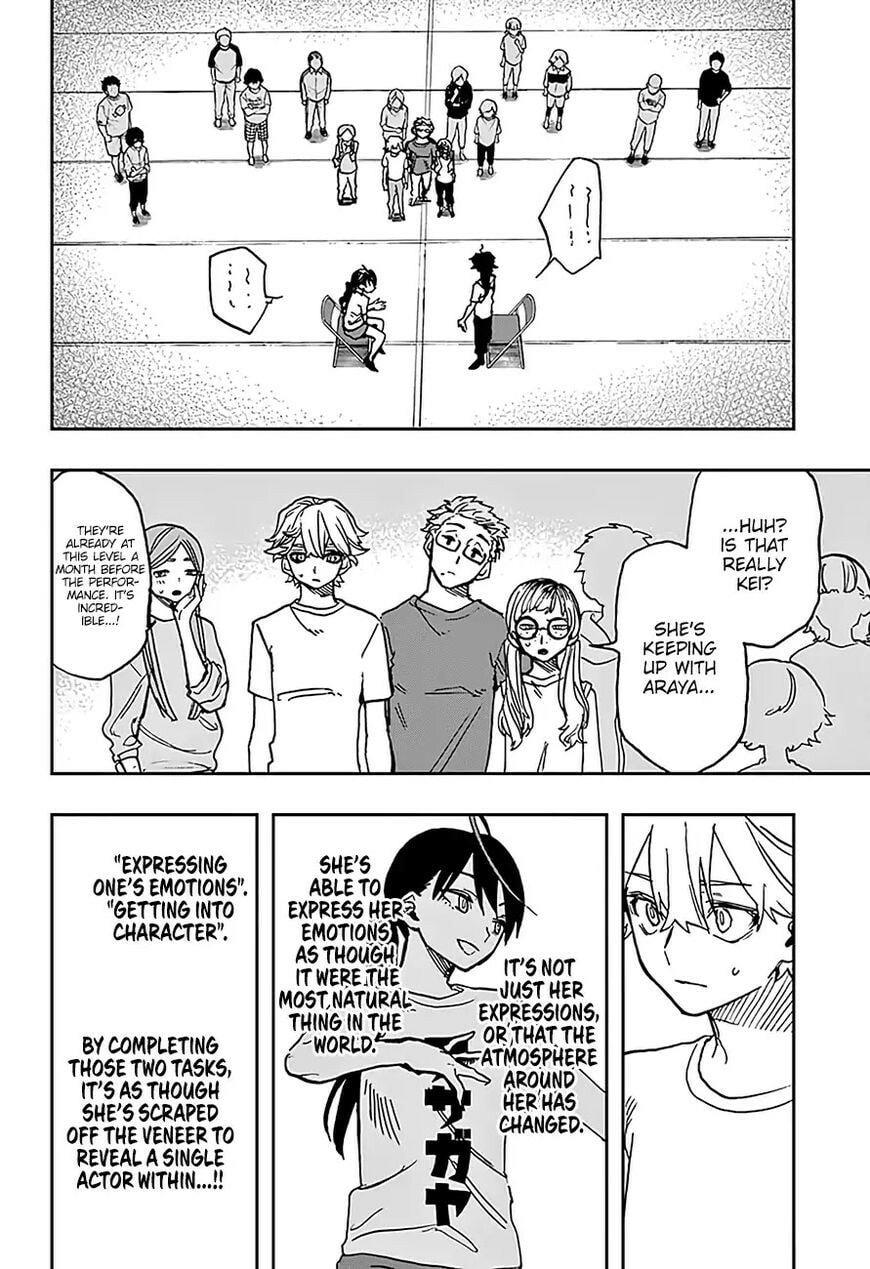 ...HUH?
IS THAT
REALLY
KEI?
SHE'S
KEEPING
UP WITH
ARAYA...
THEY'RE
ALREADY AT
THIS LEVEL A
MONTH BEFORE
THE PERFOR-
MANCE. IT'S
INCRED-
IBLE...!
IT'S NOT
JUST HER
EXPRESSIONS,
OR THAT THE
ATMOSPHERE
AROUND
HER HAS
CHANGED.
SHE'S
ABLE TO
EXPRESS HER
EMOTIONS
AS THOUGH
IT WERE THE
MOST NATURAL
THING IN THE
WORLD.
ザガヤ
"EXPRESSING
ONE'S EMOTIONS".
"GETTING INTO
CHARACTER".
BY COMPLETING
THOSE TWO TASKS,
IT'S AS THOUGH
SHE'S SCRAPED
OFF THE VENEER TO
REVEAL A SINGLE
ACTOR WITHIN...!!